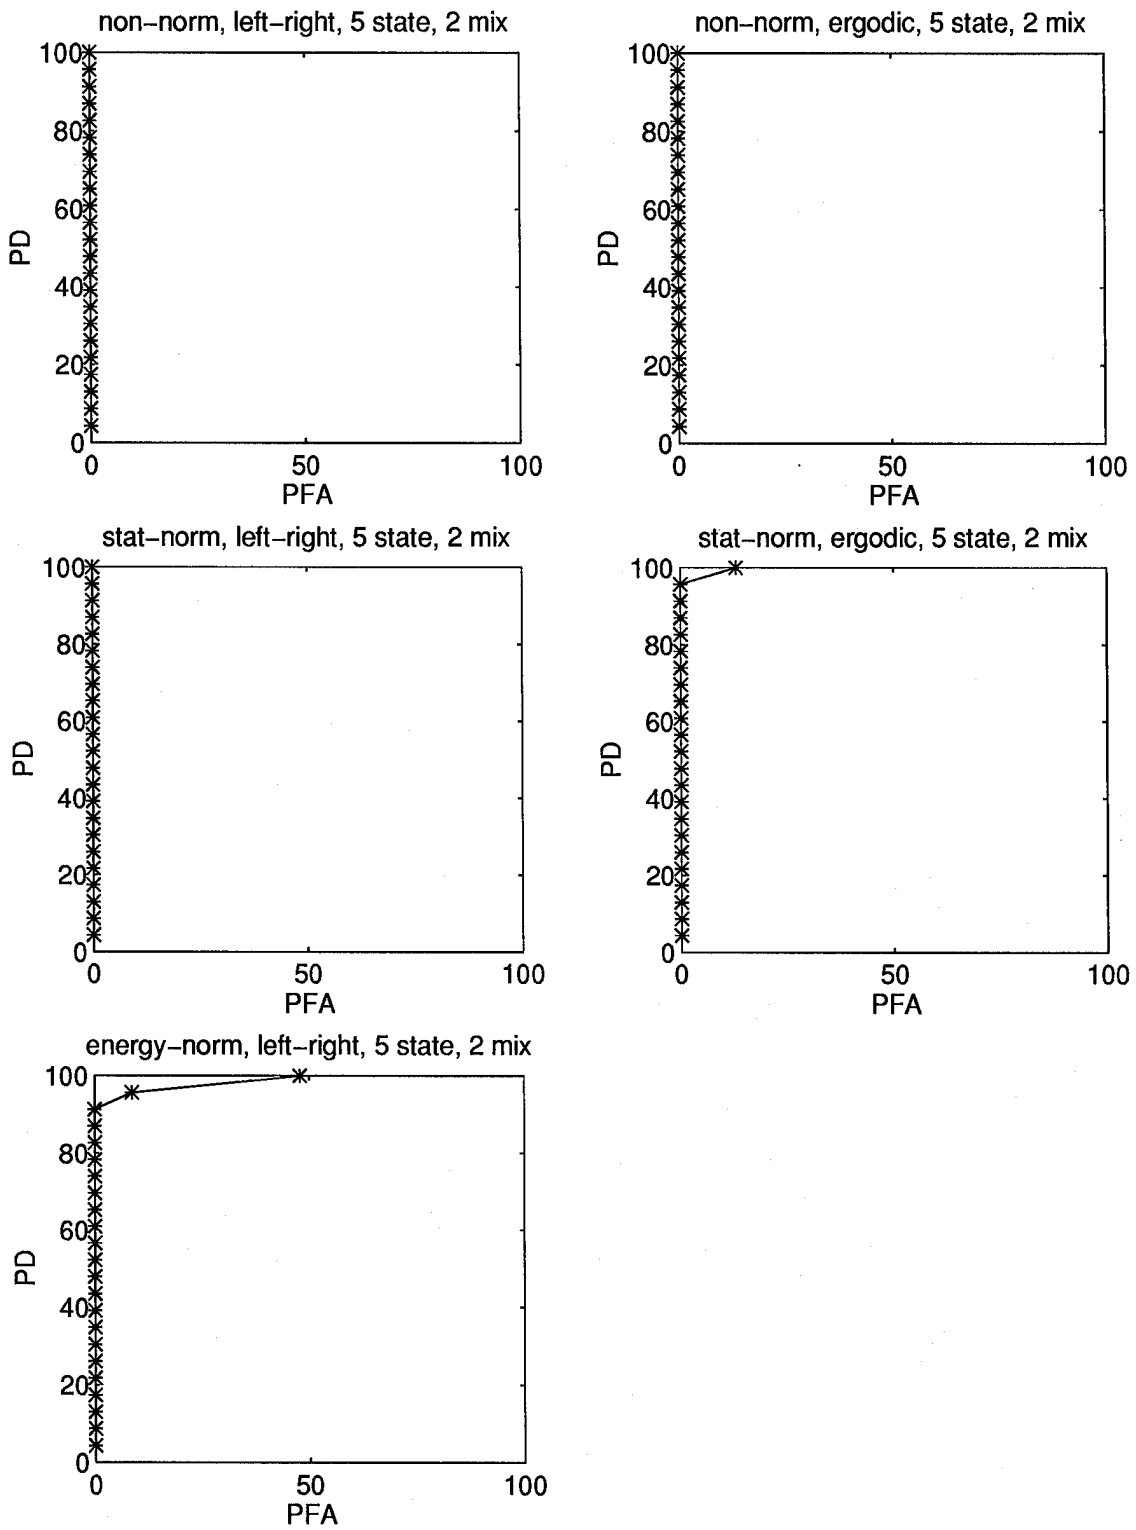 non−norm, left−right, 5 state, 2 mix
100
80
60
40
20
0
PD
0 50 100
PFA
non−norm, ergodic, 5 state, 2 mix
100
80
60
40
20
0
PD
0 50 100
PFA
stat−norm, left−right, 5 state, 2 mix
100
80
60
40
20
0
PD
0 50 100
PFA
stat−norm, ergodic, 5 state, 2 mix
100
80
60
40
20
0
PD
0 50 100
PFA
energy−norm, left−right, 5 state, 2 mix
100
80
60
40
20
0
PD
0 50 100
PFA